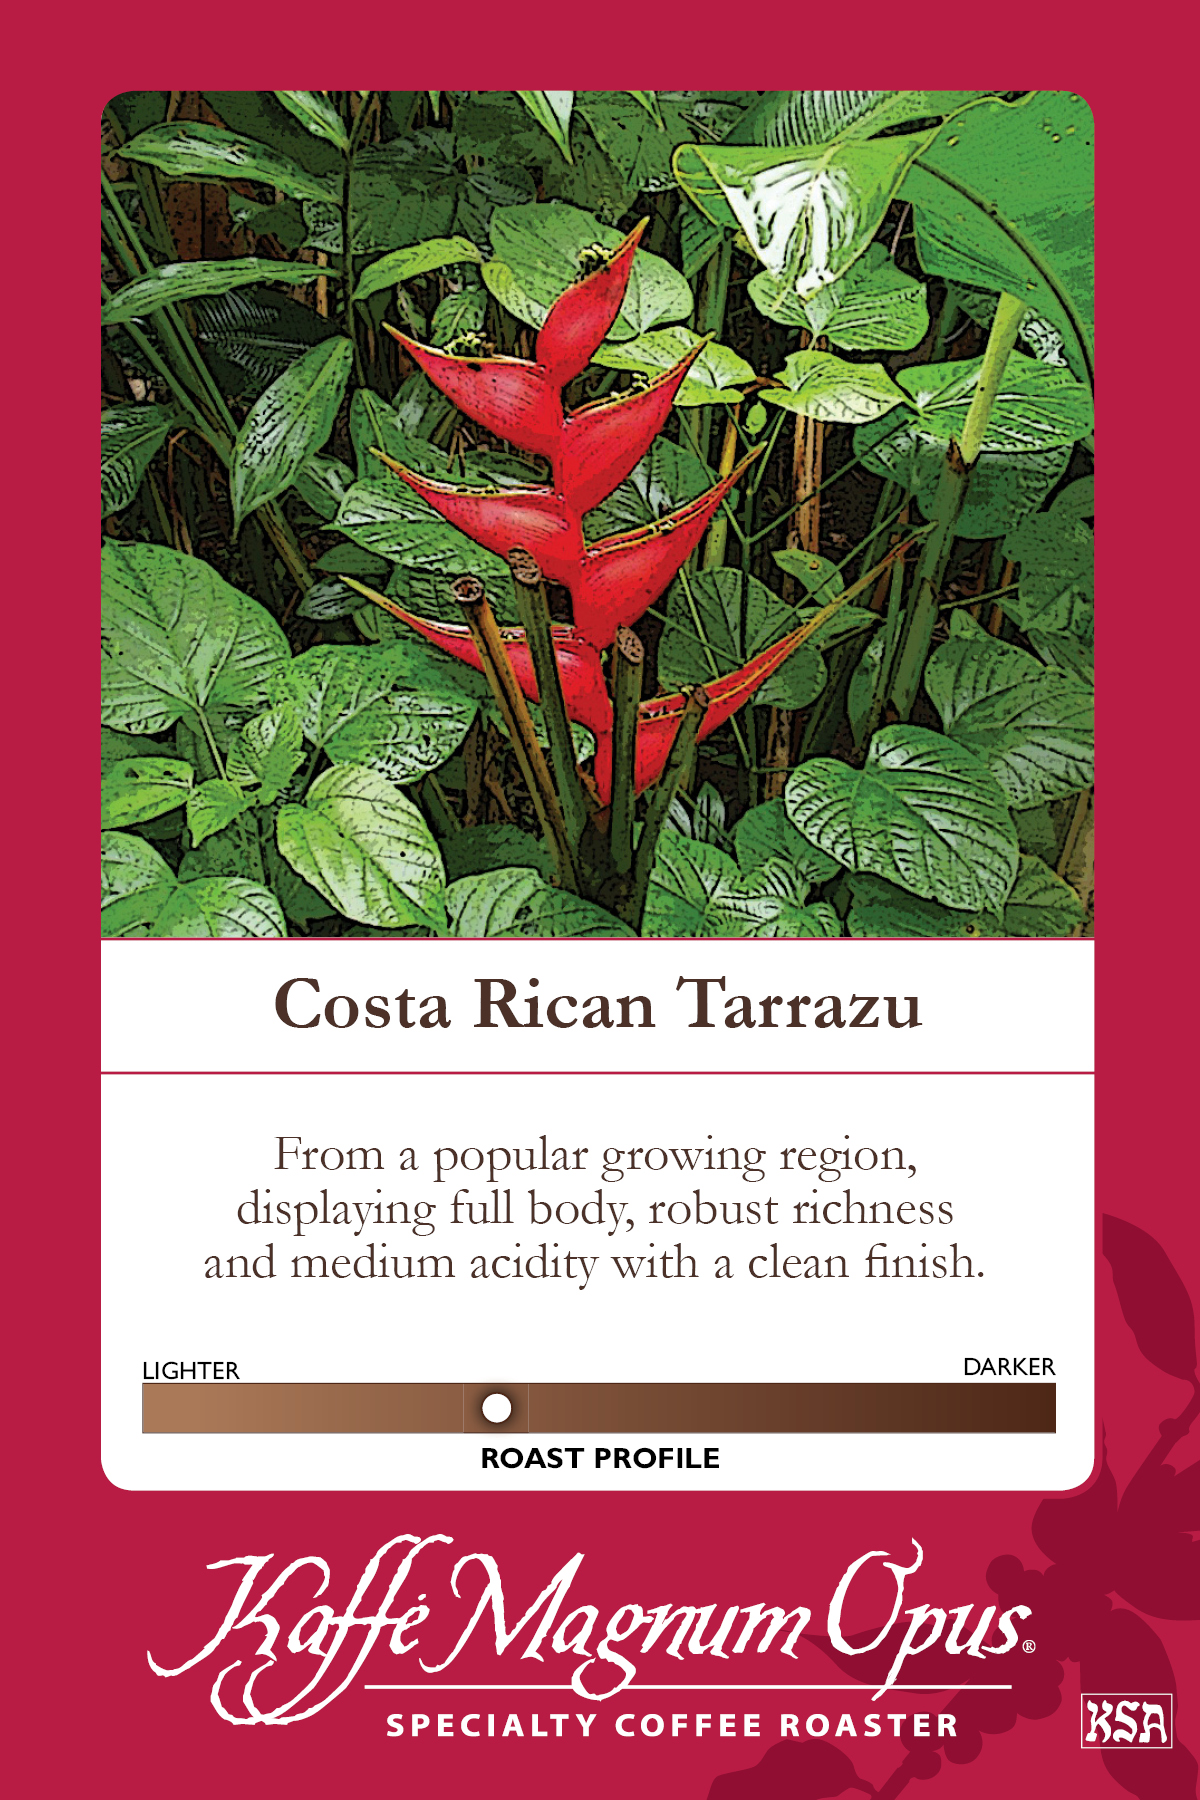 Costa Rican Tarrazu
From a popular growing region,
displaying full body, robust richness
and medium acidity with a clean finish.
LIGHTER
DARKER
ROAST PROFILE
Kaffé Magnum Opus®
SPECIALTY COFFEE ROASTER
KSA